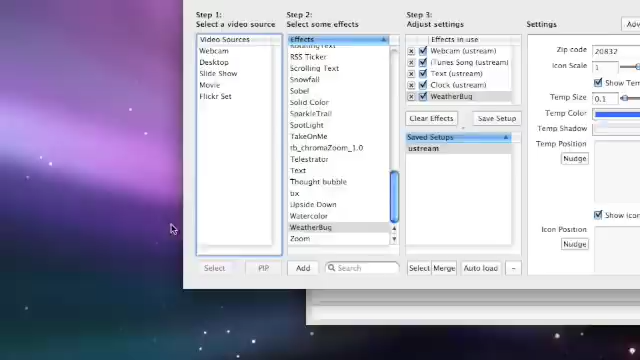 Step 1:
Select a video source
Video Sources
Webcam
Desktop
Slide Show
Movie
Flickr Set
Select
PIP
Step 2:
Select some effects
Effects
RotatingText
RSS Ticker
Scrolling Text
Snowfall
Sobel
Solid Color
SparkleTrail
SpotLight
TakeOnMe
tb_chromaZoom_1.0
Telestrator
Text
Thought bubble
Upside Down
Watercolor
WeatherBug
Zoom
Add
Search
Step 3:
Adjust settings
Effects in use
Webcam (ustream)
iTunes Song (ustream)
Text (ustream)
Clock (ustream)
WeatherBug
Clear Effects
Save Setup
Saved Setups
ustream
Select
Merge
Auto load
-
Settings
Zip code
20832
Icon Scale
1
Temp Size
0.1
Temp Color
Temp Shadow
Temp Position
Nudge
Icon Position
Nudge